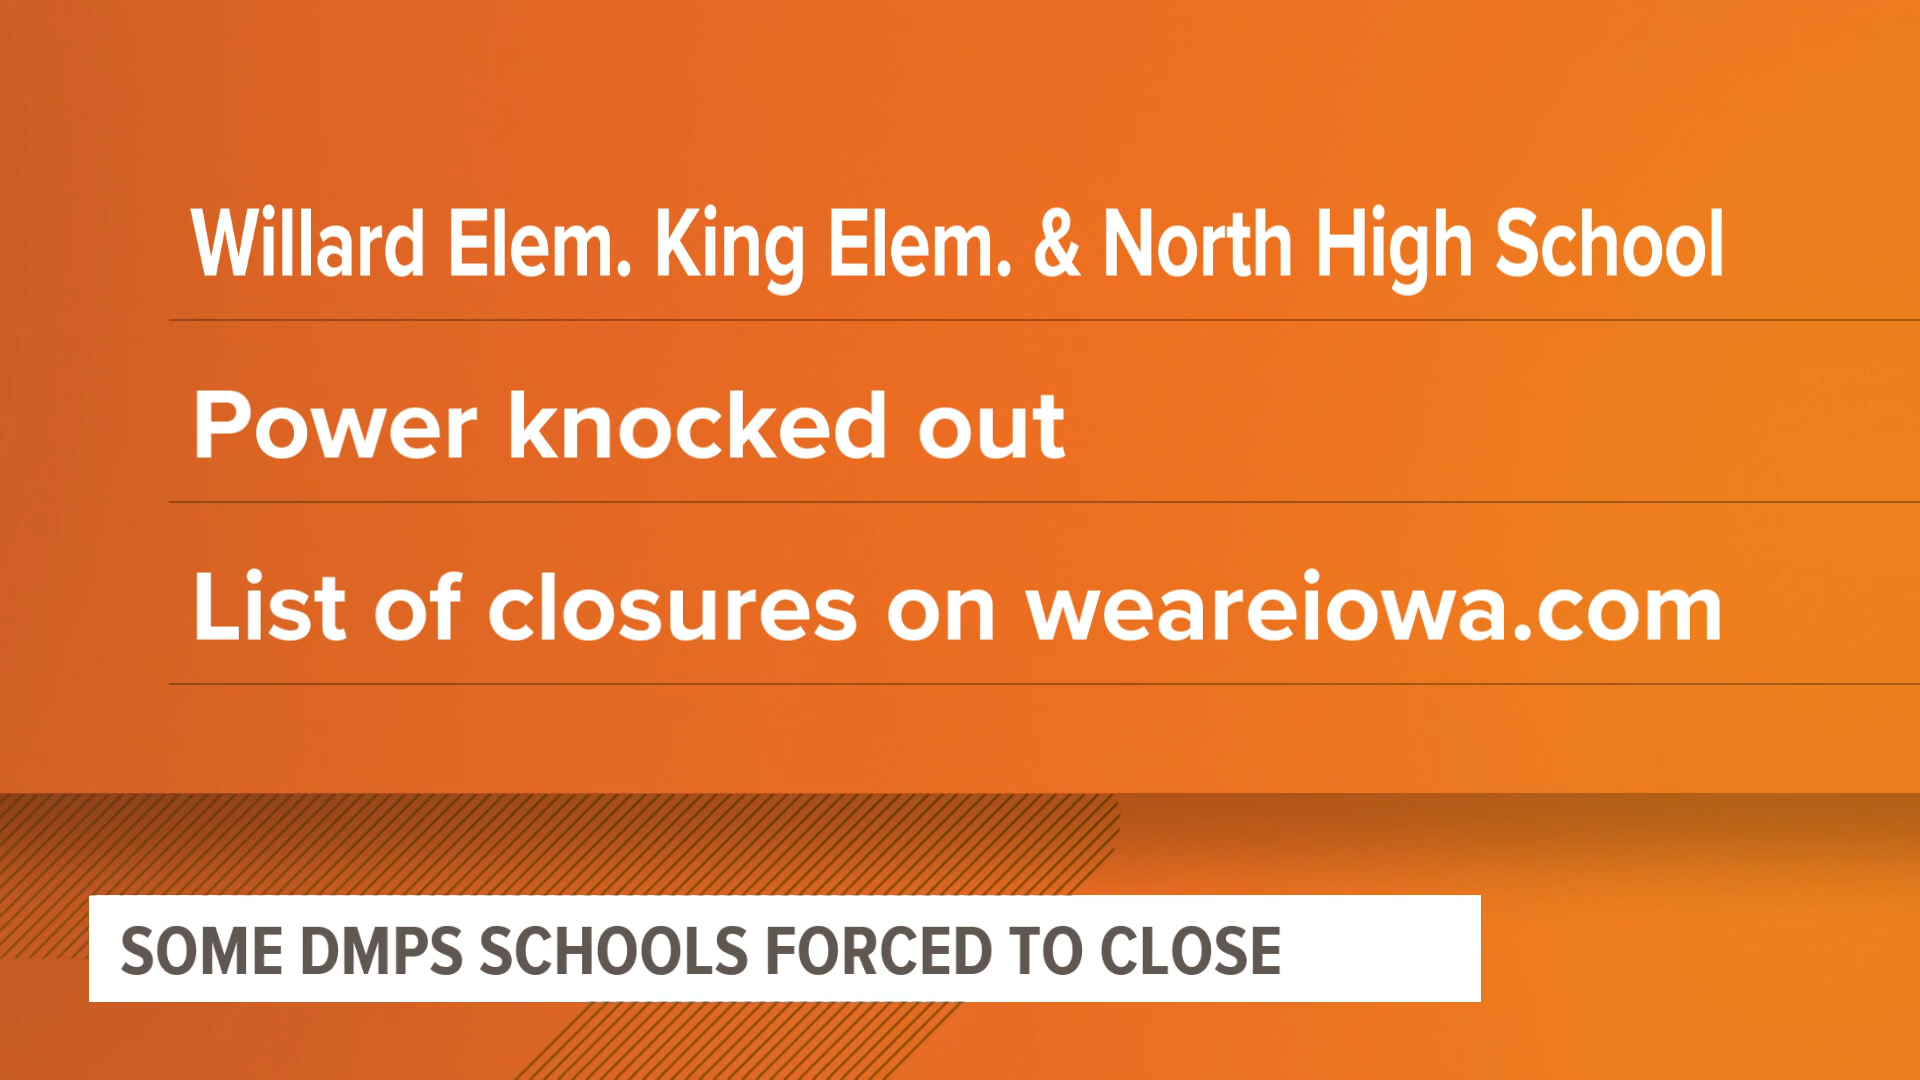 Willard Elem. King Elem. & North High School
Power knocked out
List of closures on weareiowa.com
SOME DMPS SCHOOLS FORCED TO CLOSE